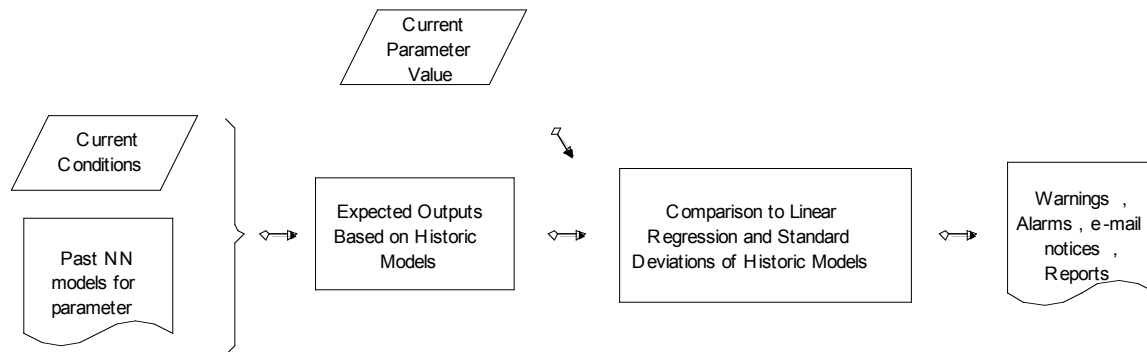 Current
Parameter
Value
Current
Conditions
Past NN
models for
parameter
Expected Outputs
Based on Historic
Models
Comparison to Linear
Regression and Standard
Deviations of Historic Models
Warnings ,
Alarms , e-mail
notices ,
Reports